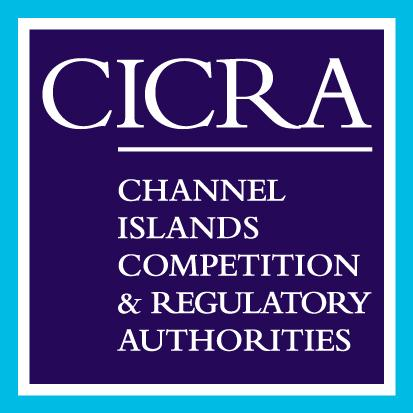 CICRA
CHANNEL
ISLANDS
COMPETITION
& REGULATORY
AUTHORITIES